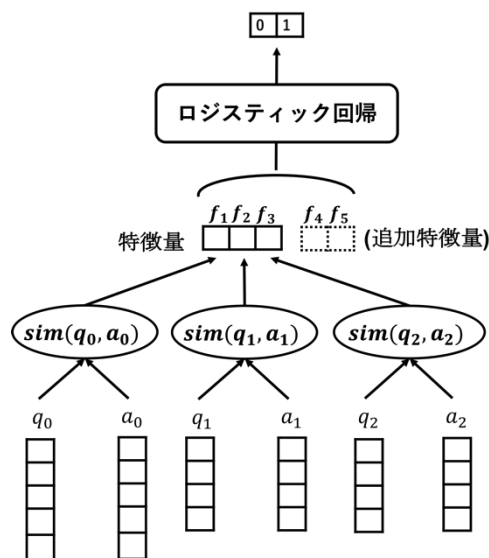 0 1
ロジスティック回帰
f₁ f₂ f₃ f₄ f₅
特徴量 (追加特徴量)
sim(q₀, a₀) sim(q₁, a₁) sim(q₂, a₂)
q₀ a₀ q₁ a₁ q₂ a₂